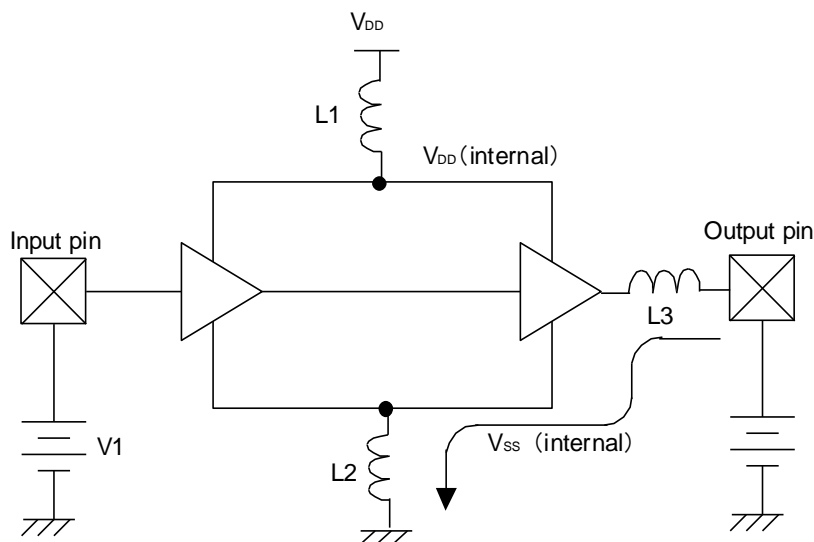 VDD
L1
VDD（internal）
Input pin
Output pin
L3
V1
VSS（internal）
L2